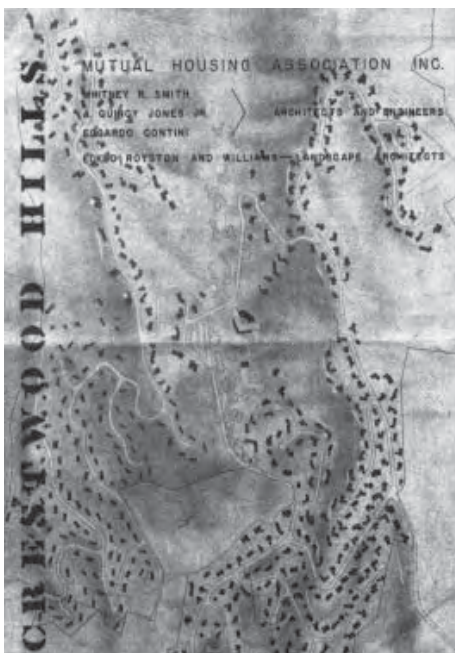 CRESTWOOD HILLS
MUTUAL HOUSING ASSOCIATION INC.
WHITNEY R. SMITH
A. QUINCY JONES JR. ARCHITECTS AND ENGINEERS
EDGARDO CONTINI
ROYSTON AND WILLIAMS—LANDSCAPE ARCHITECTS